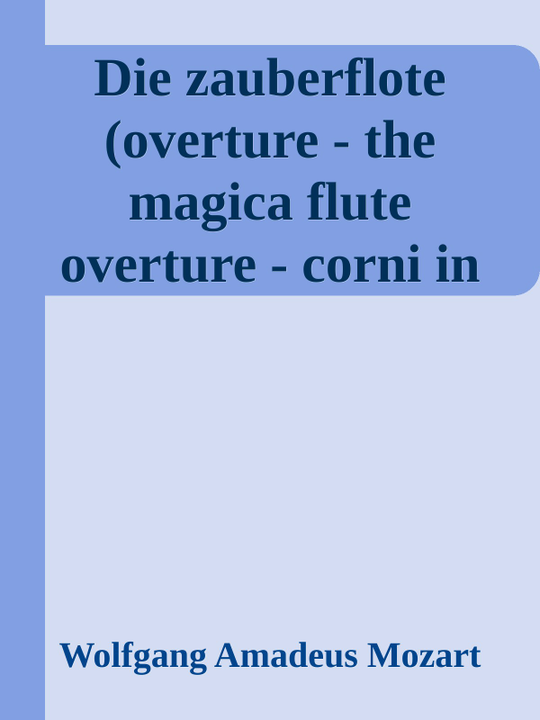 Die zauberflote
(overture - the
magica flute
overture - corni in
Wolfgang Amadeus Mozart